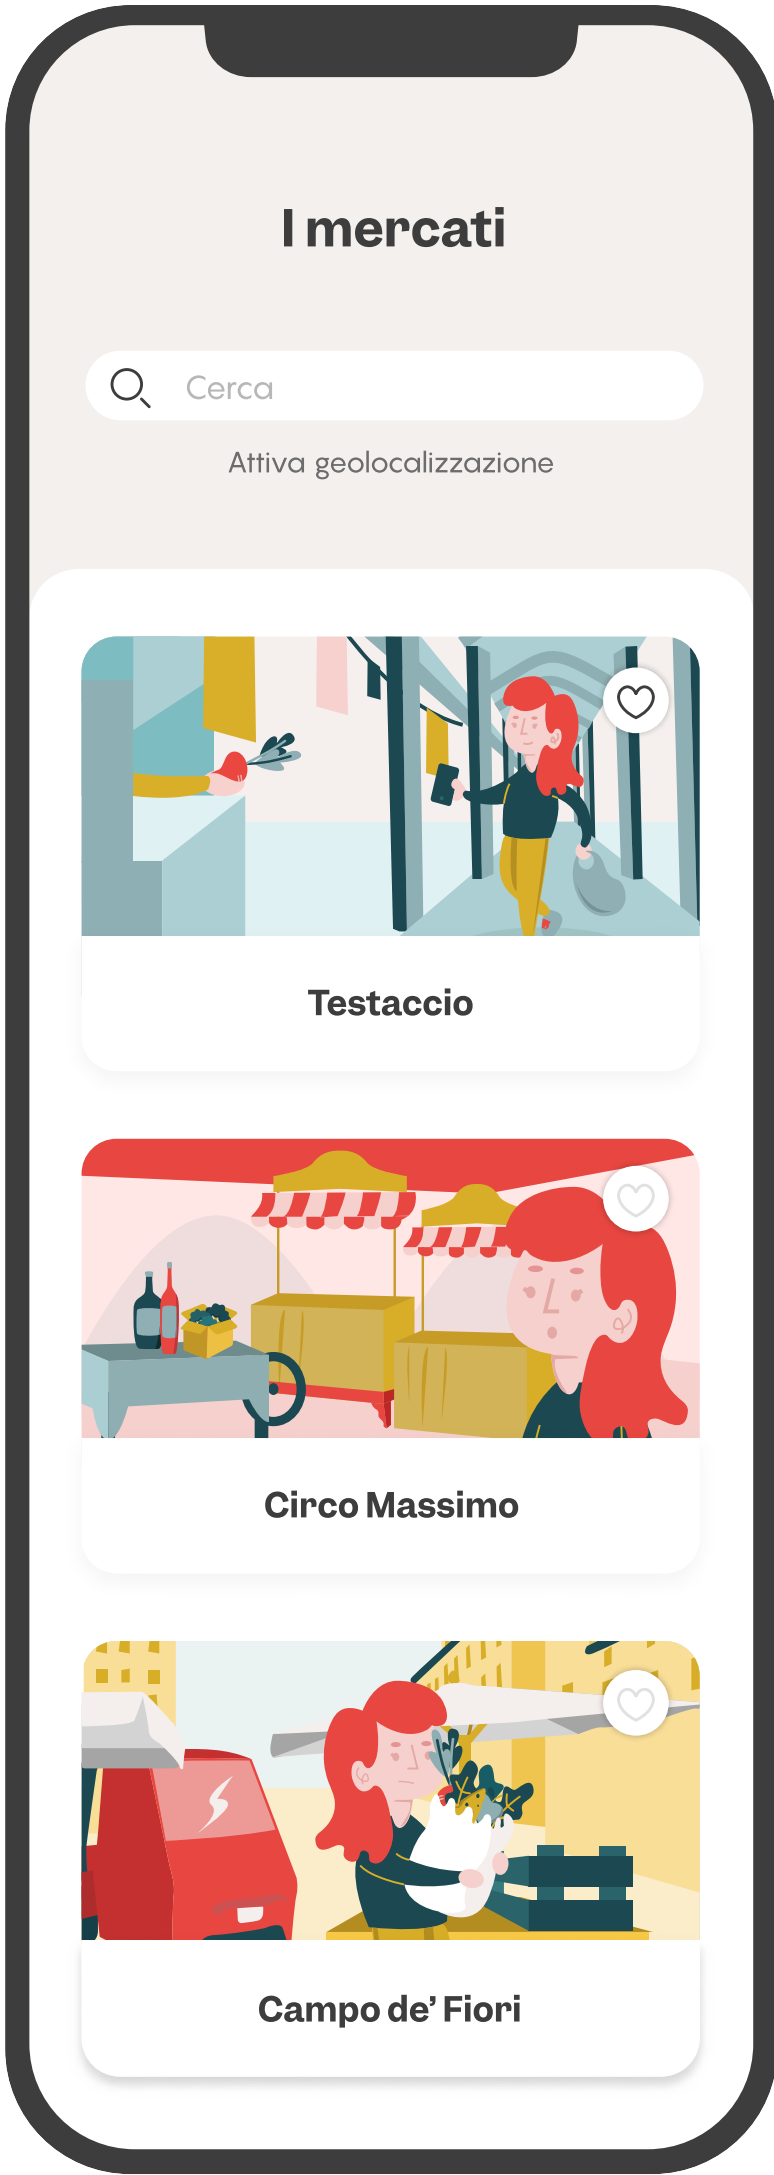 I mercati
Cerca
Attiva geolocalizzazione
Testaccio
Circo Massimo
Campo de’ Fiori